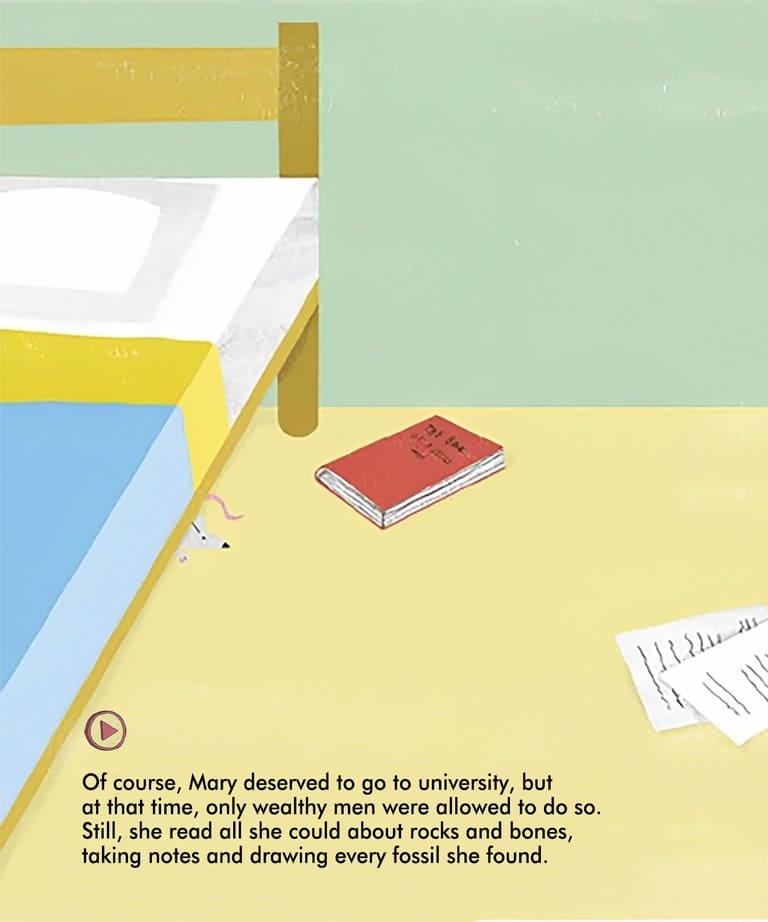 Of course, Mary deserved to go to university, but
at that time, only wealthy men were allowed to do so.
Still, she read all she could about rocks and bones,
taking notes and drawing every fossil she found.